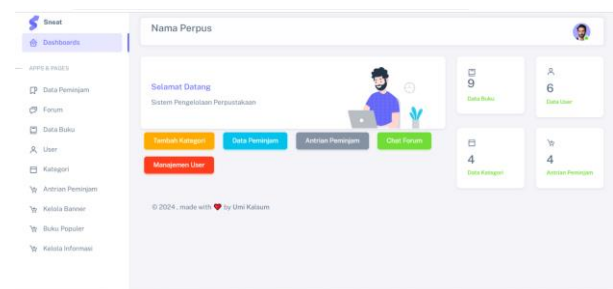 Sneat
Dashboards
APPS & PAGES
Data Peminjam
Forum
Data Buku
User
Kategori
Antrian Peminjam
Kelola Banner
Buku Populer
Kelola Informasi
Nama Perpus
Selamat Datang
Sistem Pengelolaan Perpustakaan
Tambah Kategori
Data Peminjam
Antrian Peminjam
Chat Forum
Manajemen User
9
Data Buku
6
Data User
4
Data Kategori
4
Antrian Peminjam
© 2024 , made with ❤️ by Umi Kalsum